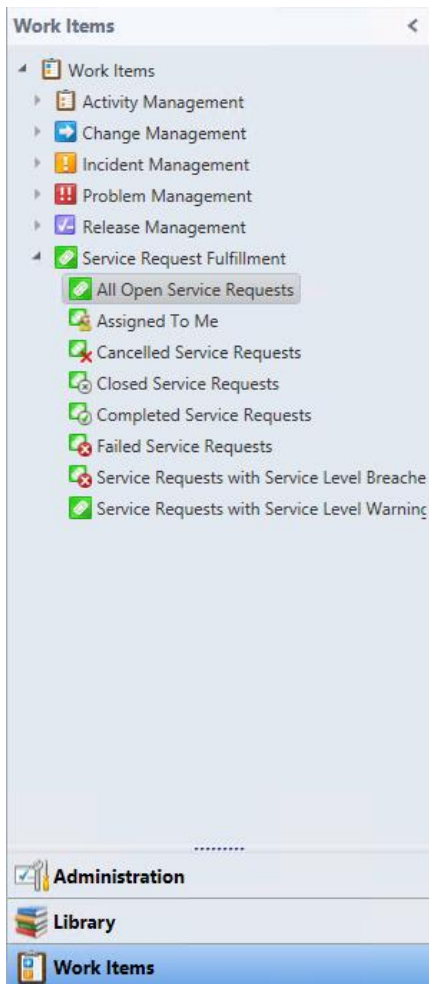 Work Items
Work Items
Activity Management
Change Management
Incident Management
Problem Management
Release Management
Service Request Fulfillment
All Open Service Requests
Assigned To Me
Cancelled Service Requests
Closed Service Requests
Completed Service Requests
Failed Service Requests
Service Requests with Service Level Breache
Service Requests with Service Level Warning
Administration
Library
Work Items